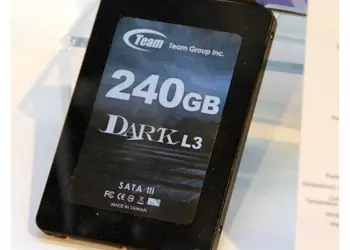 Team
Team Group Inc.
240GB
DARK L3
SATA III
MADE IN TAIWAN